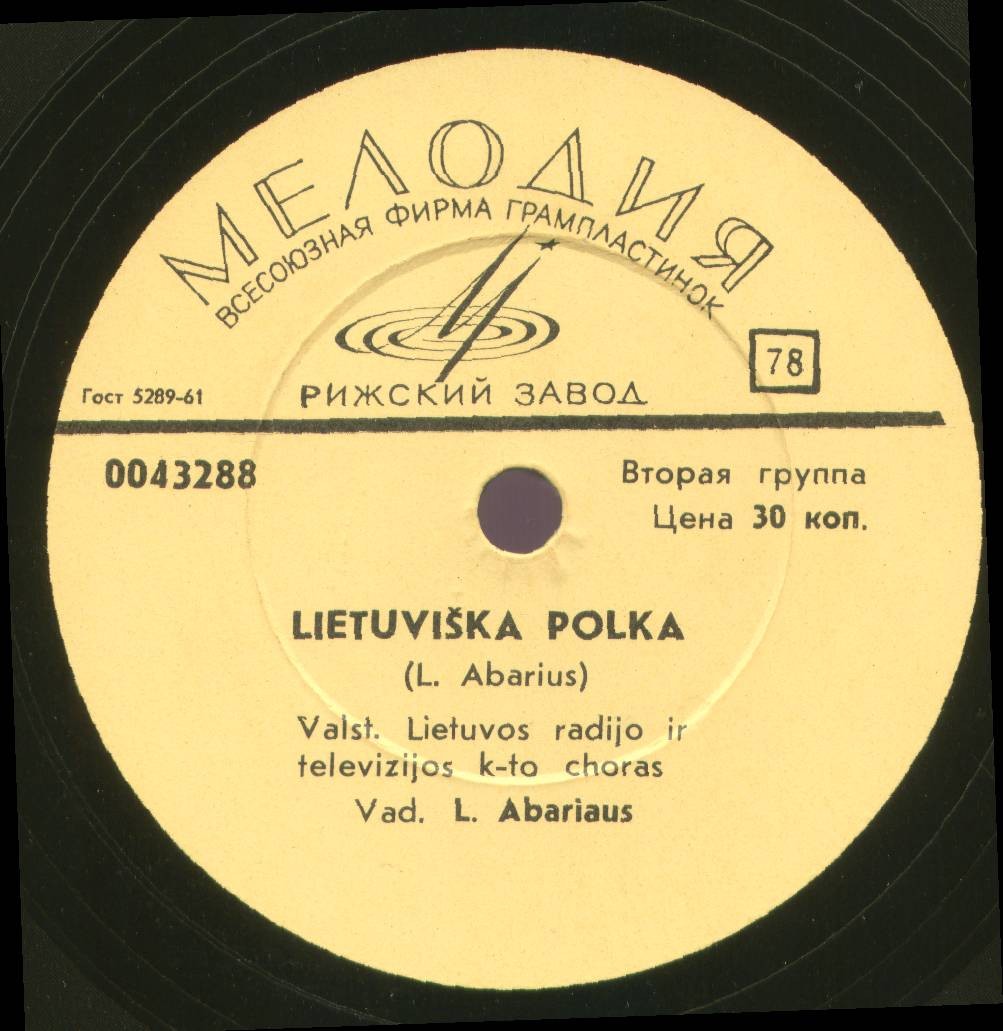 МЕЛОДИЯ
ВСЕСОЮЗНАЯ ФИРМА ГРАМПЛАСТИНОК
78
Гост 5289-61
РИЖСКИЙ ЗАВОД
0043288
Вторая группа
Цена 30 коп.
LIETUVIŠKA POLKA
(L. Abarius)
Valst. Lietuvos radijo ir
televizijos k-to choras
Vad. L. Abariaus